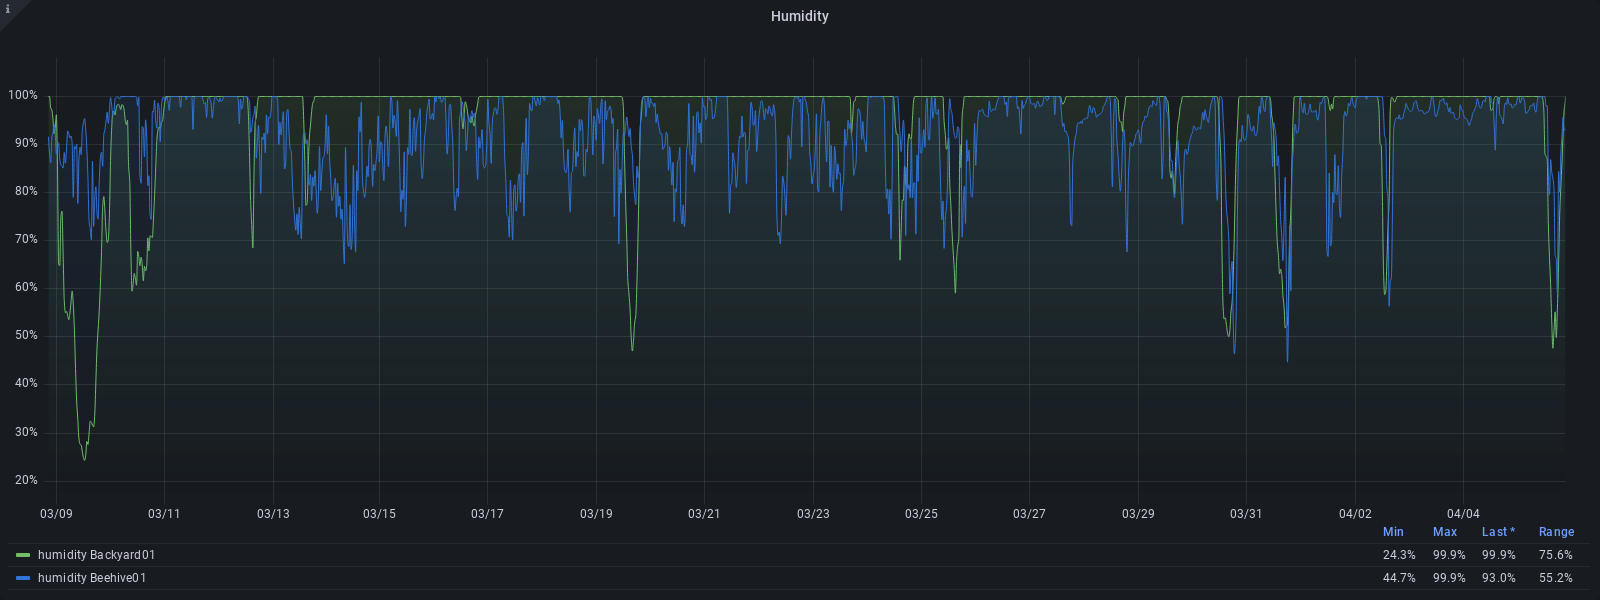 i
Humidity
100%
90%
80%
70%
60%
50%
40%
30%
20%
03/09 03/11 03/13 03/15 03/17 03/19 03/21 03/23 03/25 03/27 03/29 03/31 04/02 04/04
Min Max Last * Range
humidity Backyard01 24.3% 99.9% 99.9% 75.6%
humidity Beehive01 44.7% 99.9% 93.0% 55.2%